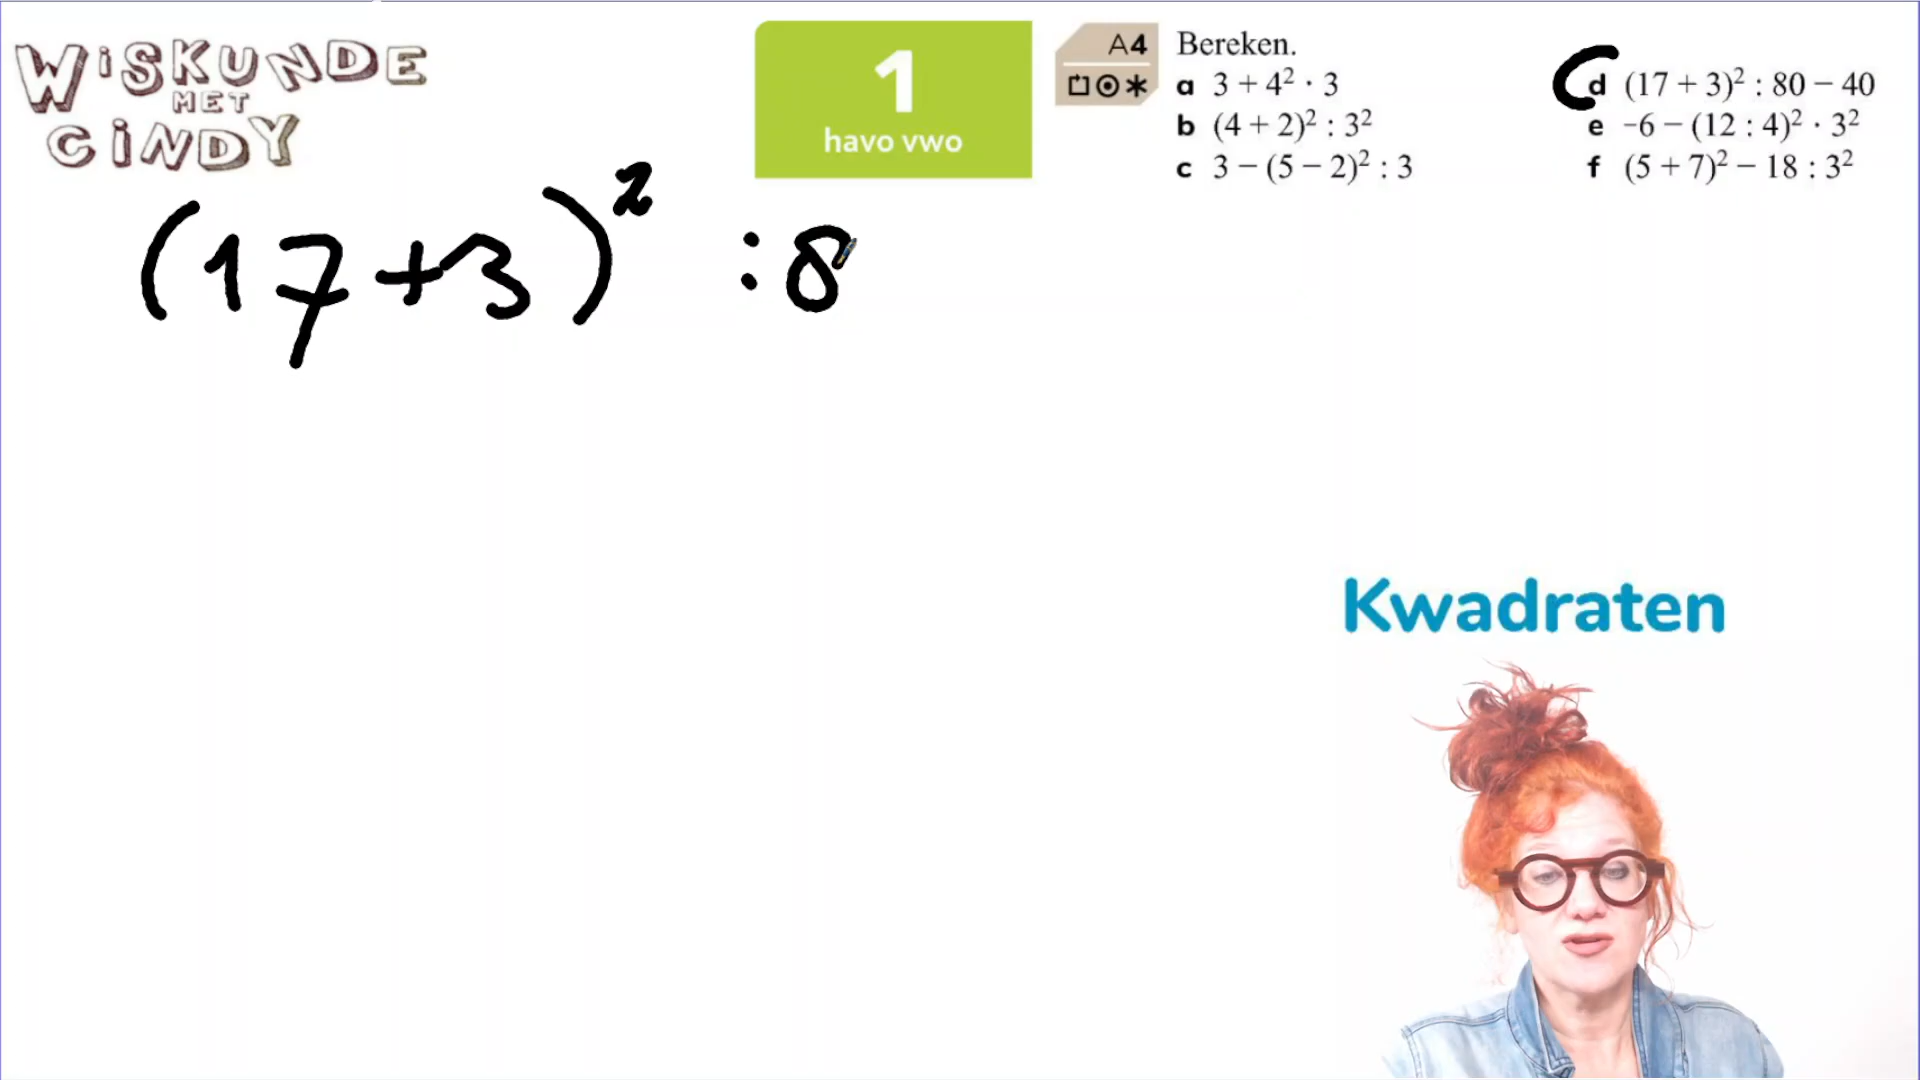 WiSKUNDE
MET
CiNDY
1
havo vwo
A4
Bereken.
a 3 + 4² · 3
b (4 + 2)² : 3²
c 3 – (5 – 2)² : 3
d (17 + 3)² : 80 – 40
e -6 – (12 : 4)² · 3²
f (5 + 7)² – 18 : 3²
(17+3)² :8
Kwadraten